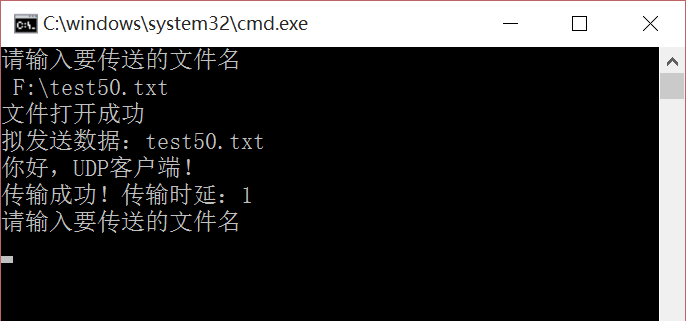 C:\windows\system32\cmd.exe
请输入要传送的文件名
F:\test50.txt
文件打开成功
拟发送数据：test50.txt
你好，UDP客户端！
传输成功！传输时延：1
请输入要传送的文件名